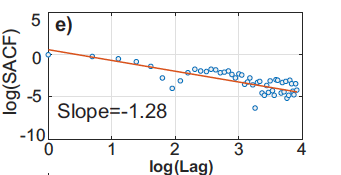 5
e)
0
-5
Slope=-1.28
-10
0 1 2 3 4
log(SACF)
log(Lag)